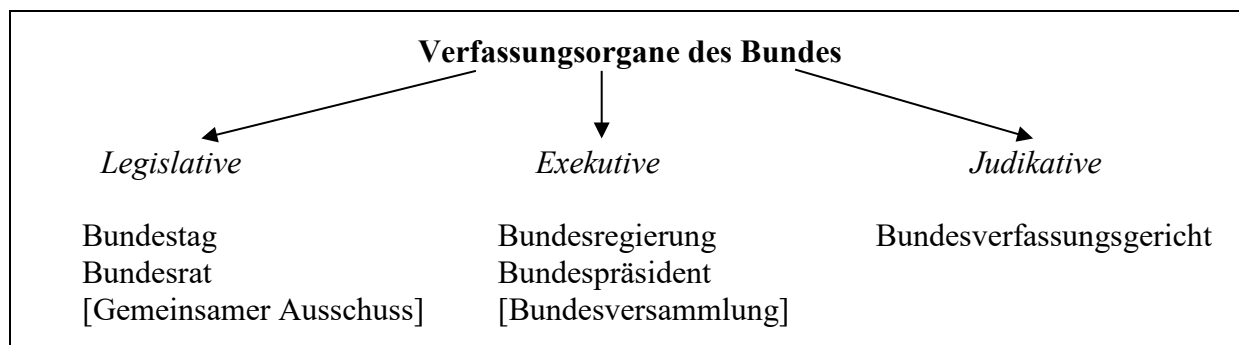 Verfassungsorgane des Bundes
Legislative
Bundestag
Bundesrat
[Gemeinsamer Ausschuss]
Exekutive
Bundesregierung
Bundespräsident
[Bundesversammlung]
Judikative
Bundesverfassungsgericht